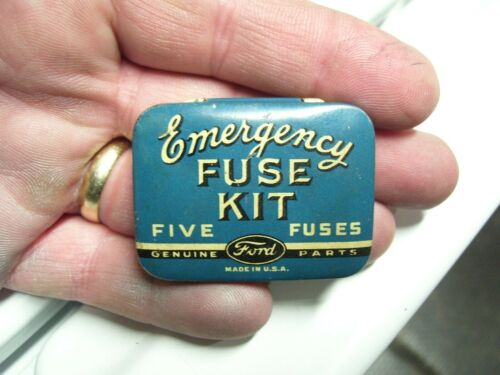 Emergency
FUSE
KIT
FIVE FUSES
GENUINE Ford PARTS
MADE IN U.S.A.